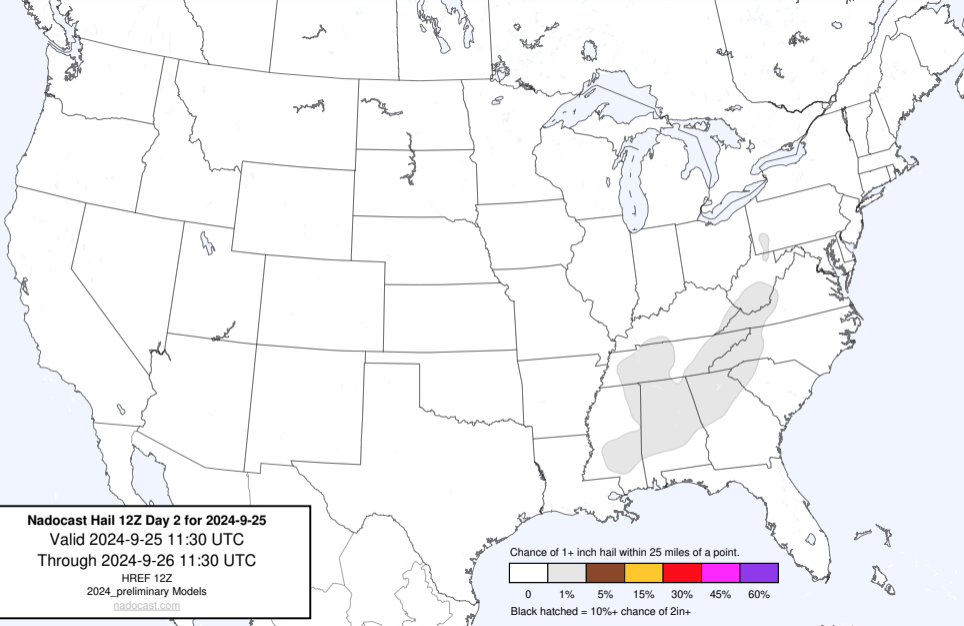 Nadocast Hail 12Z Day 2 for 2024-9-25
Valid 2024-9-25 11:30 UTC
Through 2024-9-26 11:30 UTC
HREF 12Z
2024_preliminary Models
nadocast.com
Chance of 1+ inch hail within 25 miles of a point.
0 1% 5% 15% 30% 45% 60%
Black hatched = 10%+ chance of 2in+